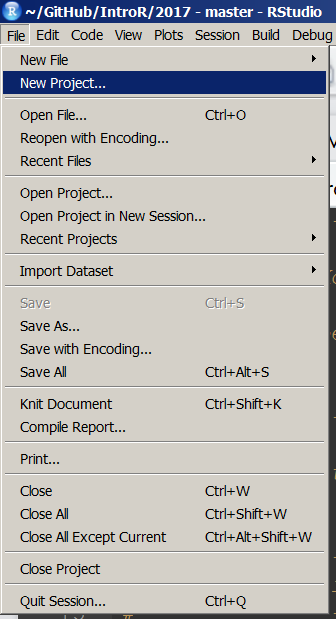 R ~/GitHub/IntroR/2017 - master - RStudio
File Edit Code View Plots Session Build Debug
New File
New Project...
Open File... Ctrl+O
Reopen with Encoding...
Recent Files
Open Project...
Open Project in New Session...
Recent Projects
Import Dataset
Save Ctrl+S
Save As...
Save with Encoding...
Save All Ctrl+Alt+S
Knit Document Ctrl+Shift+K
Compile Report...
Print...
Close Ctrl+W
Close All Ctrl+Shift+W
Close All Except Current Ctrl+Alt+Shift+W
Close Project
Quit Session... Ctrl+Q